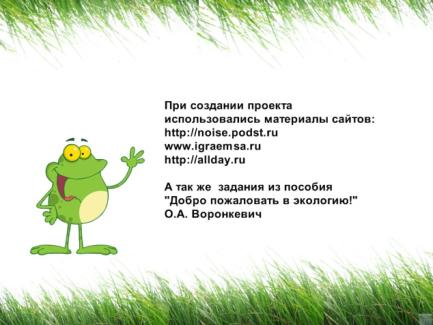 При создании проекта
использовались материалы сайтов:
http://noise.podst.ru
www.igraemsa.ru
http://allday.ru
А так же задания из пособия
"Добро пожаловать в экологию!"
О.А. Воронкевич